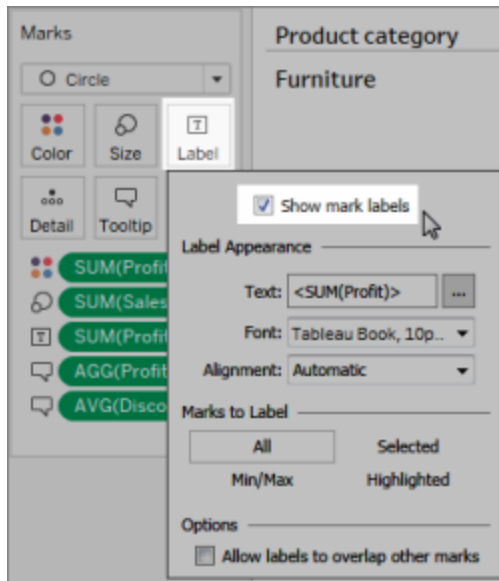 Marks
Product category
Circle
Furniture
Color Size Label
Show mark labels
Detail Tooltip
Label Appearance
SUM(Profit
Text: <SUM(Profit)> ...
SUM(Sales
Font: Tableau Book, 10p...
SUM(Profit
Alignment: Automatic
AGG(Profit
AVG(Disco
Marks to Label
All Selected
Min/Max Highlighted
Options
Allow labels to overlap other marks